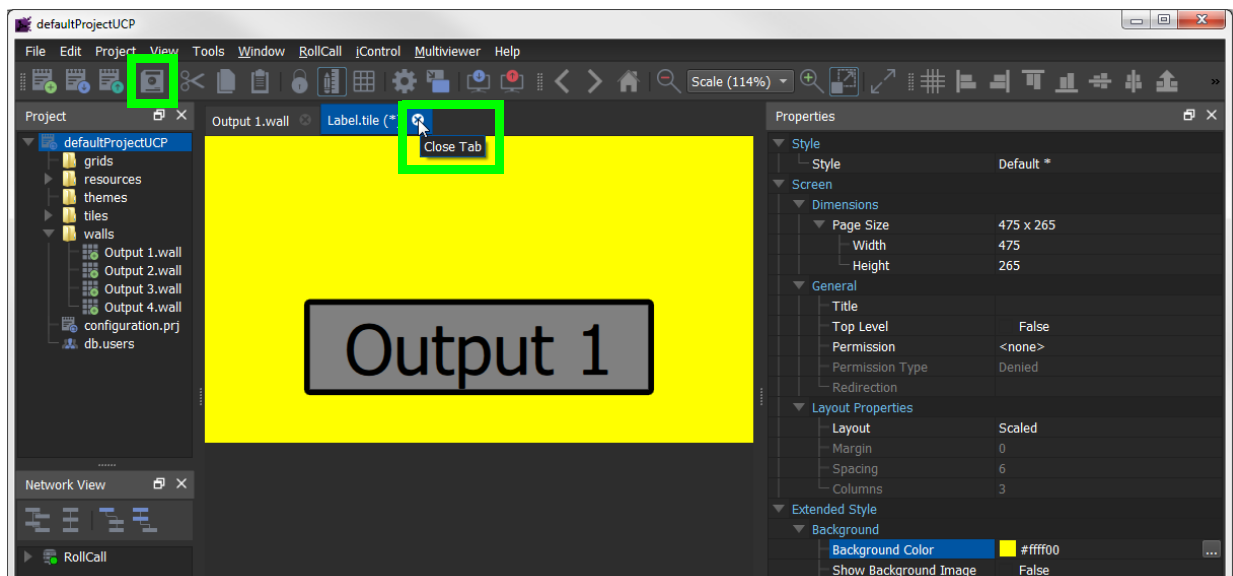 defaultProjectUCP
File Edit Project View Tools Window RollCall iControl Multiviewer Help
Scale (114%)
»
Project
defaultProjectUCP
grids
resources
themes
tiles
walls
Output 1.wall
Output 2.wall
Output 3.wall
Output 4.wall
configuration.prj
db.users
Network View
RollCall
Output 1.wall
Label.tile (*
Close Tab
Output 1
Properties
Style
Style Default *
Screen
Dimensions
Page Size 475 x 265
Width 475
Height 265
General
Title
Top Level False
Permission <none>
Permission Type Denied
Redirection
Layout Properties
Layout Scaled
Margin 0
Spacing 6
Columns 3
Extended Style
Background
Background Color #ffff00 ...
Show Background Image False